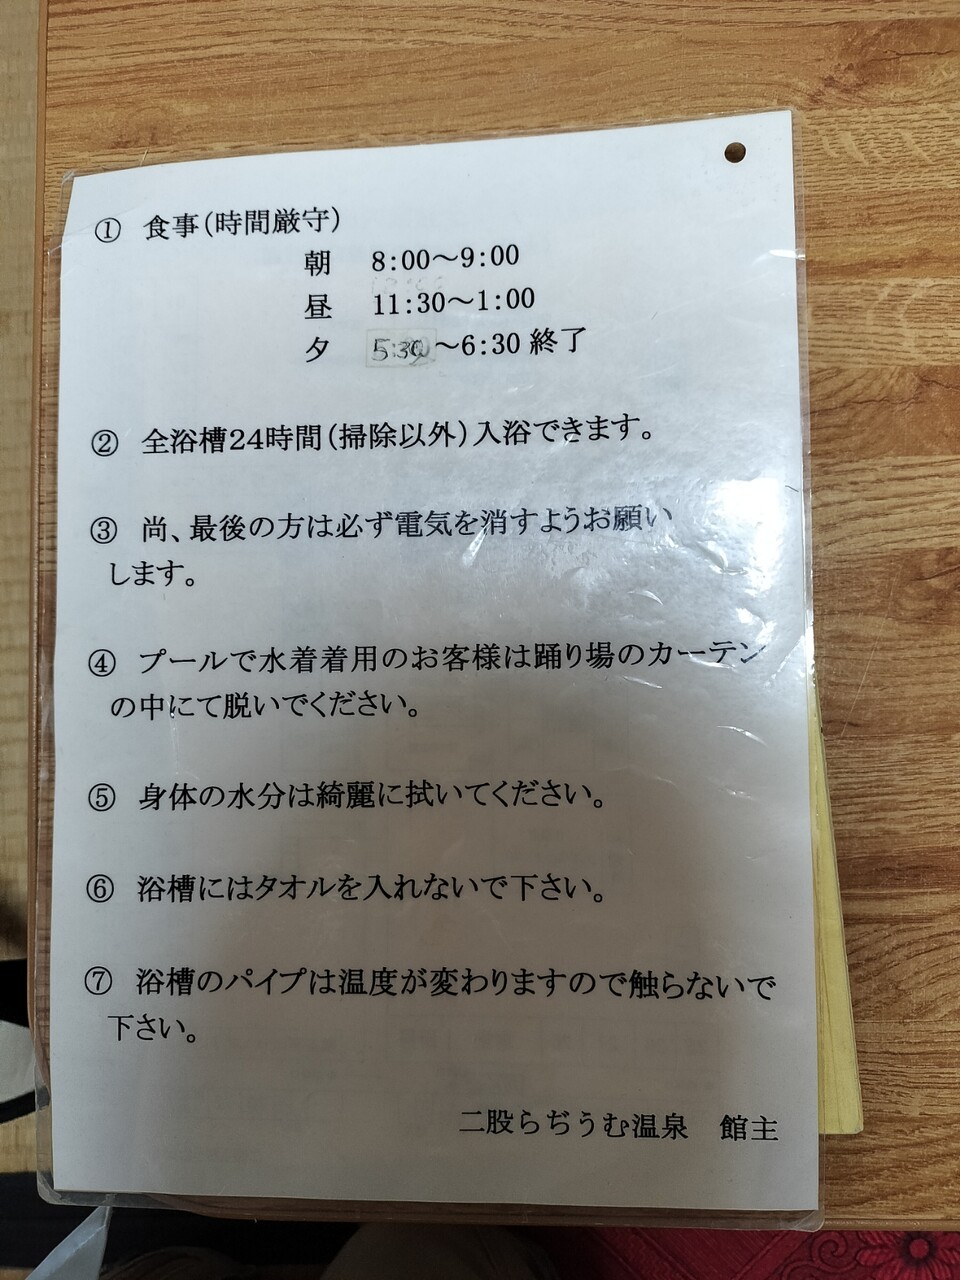 ① 食事(時間厳守)
朝 8:00～9:00
昼 11:30～1:00
夕 5:30～6:30 終了
② 全浴槽24時間(掃除以外)入浴できます。
③ 尚、最後の方は必ず電気を消すようお願い
します。
④ プールで水着着用のお客様は踊り場のカーテン
の中にて脱いでください。
⑤ 身体の水分は綺麗に拭いてください。
⑥ 浴槽にはタオルを入れないで下さい。
⑦ 浴槽のパイプは温度が変わりますので触らないで
下さい。
二股らぢうむ温泉 館主